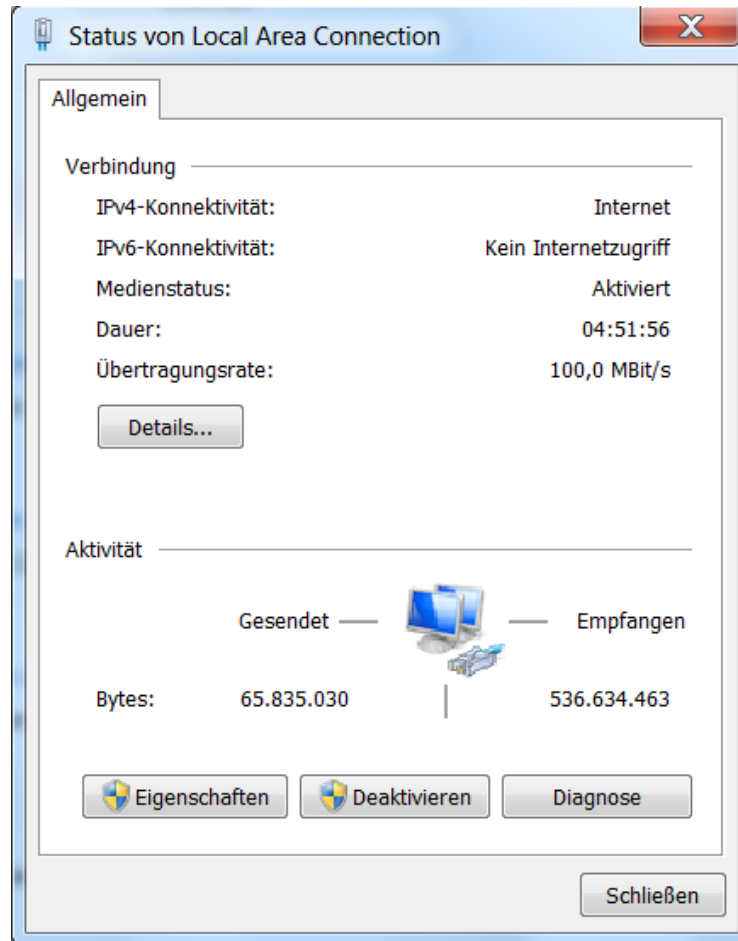 Status von Local Area Connection
Allgemein
Verbindung
IPv4-Konnektivität: Internet
IPv6-Konnektivität: Kein Internetzugriff
Medienstatus: Aktiviert
Dauer: 04:51:56
Übertragungsrate: 100,0 MBit/s
Details...
Aktivität
Gesendet Empfangen
Bytes: 65.835.030 536.634.463
Eigenschaften Deaktivieren Diagnose
Schließen